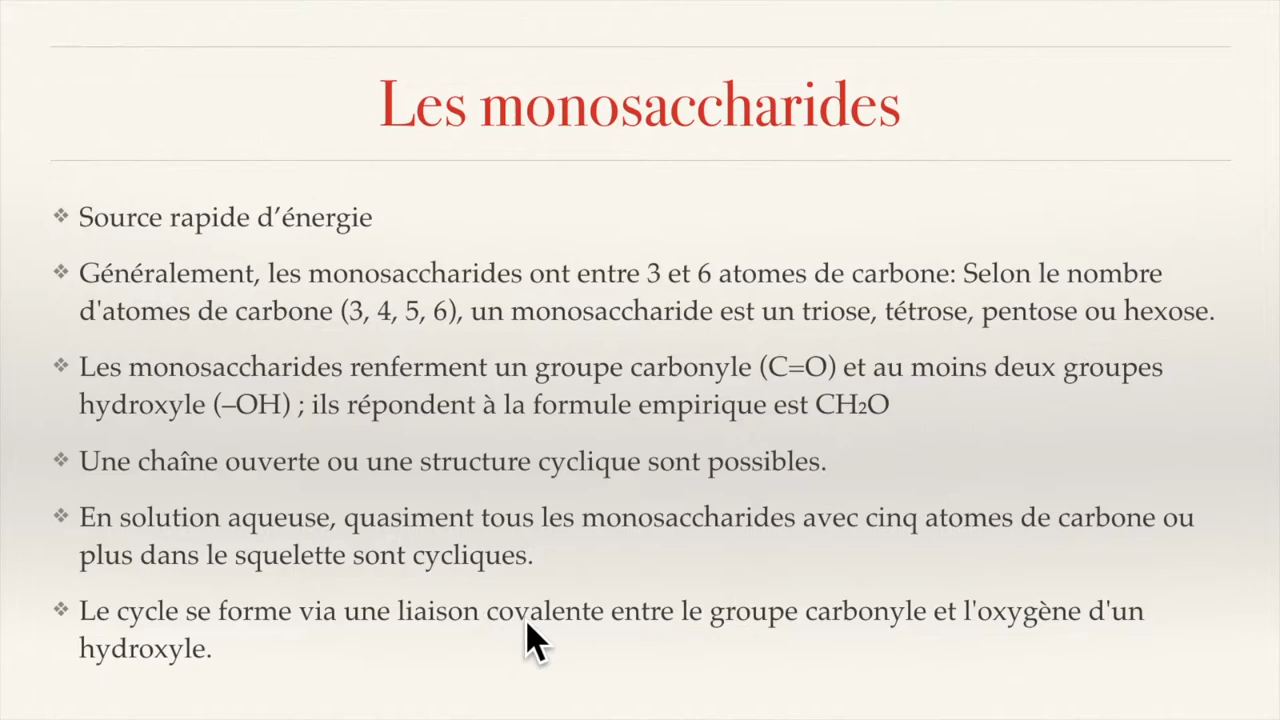 Les monosaccharides
❖ Source rapide d’énergie
❖ Généralement, les monosaccharides ont entre 3 et 6 atomes de carbone: Selon le nombre
d'atomes de carbone (3, 4, 5, 6), un monosaccharide est un triose, tétrose, pentose ou hexose.
❖ Les monosaccharides renferment un groupe carbonyle (C=O) et au moins deux groupes
hydroxyle (–OH) ; ils répondent à la formule empirique est CH₂O
❖ Une chaîne ouverte ou une structure cyclique sont possibles.
❖ En solution aqueuse, quasiment tous les monosaccharides avec cinq atomes de carbone ou
plus dans le squelette sont cycliques.
❖ Le cycle se forme via une liaison covalente entre le groupe carbonyle et l'oxygène d'un
hydroxyle.